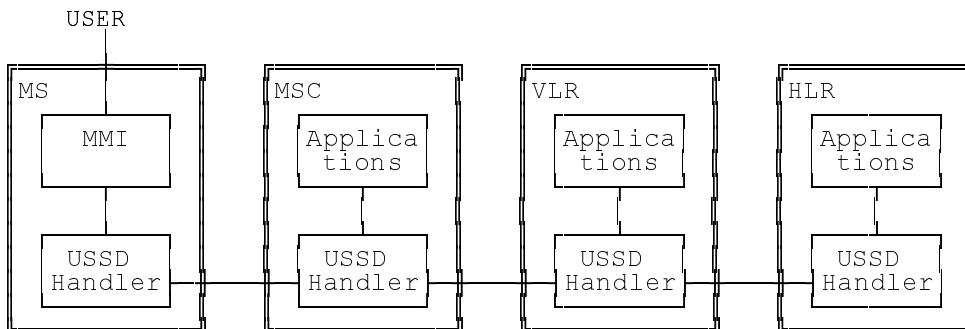 USER
MS
MMI
USSD
Handler
MSC
Applica
tions
USSD
Handler
VLR
Applica
tions
USSD
Handler
HLR
Applica
tions
USSD
Handler